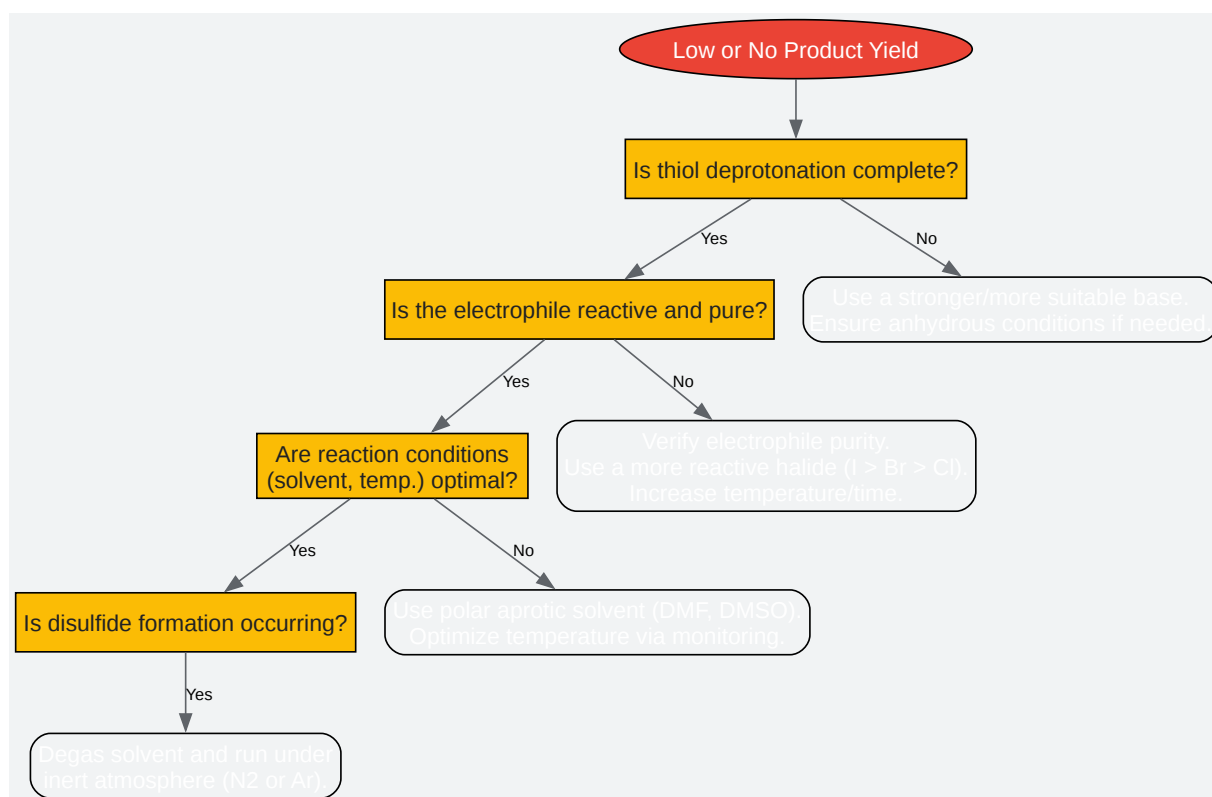 Low or No Product Yield
Is thiol deprotonation complete?
Yes
No
Is the electrophile reactive and pure?
Use a stronger/more suitable base.
Ensure anhydrous conditions if needed.
Yes
No
Are reaction conditions
(solvent, temp.) optimal?
Verify electrophile purity.
Use a more reactive halide (I > Br > Cl).
Increase temperature/time.
Yes
No
Is disulfide formation occurring?
Use polar aprotic solvent (DMF, DMSO).
Optimize temperature via monitoring.
Yes
Degas solvent and run under
inert atmosphere (N2 or Ar).